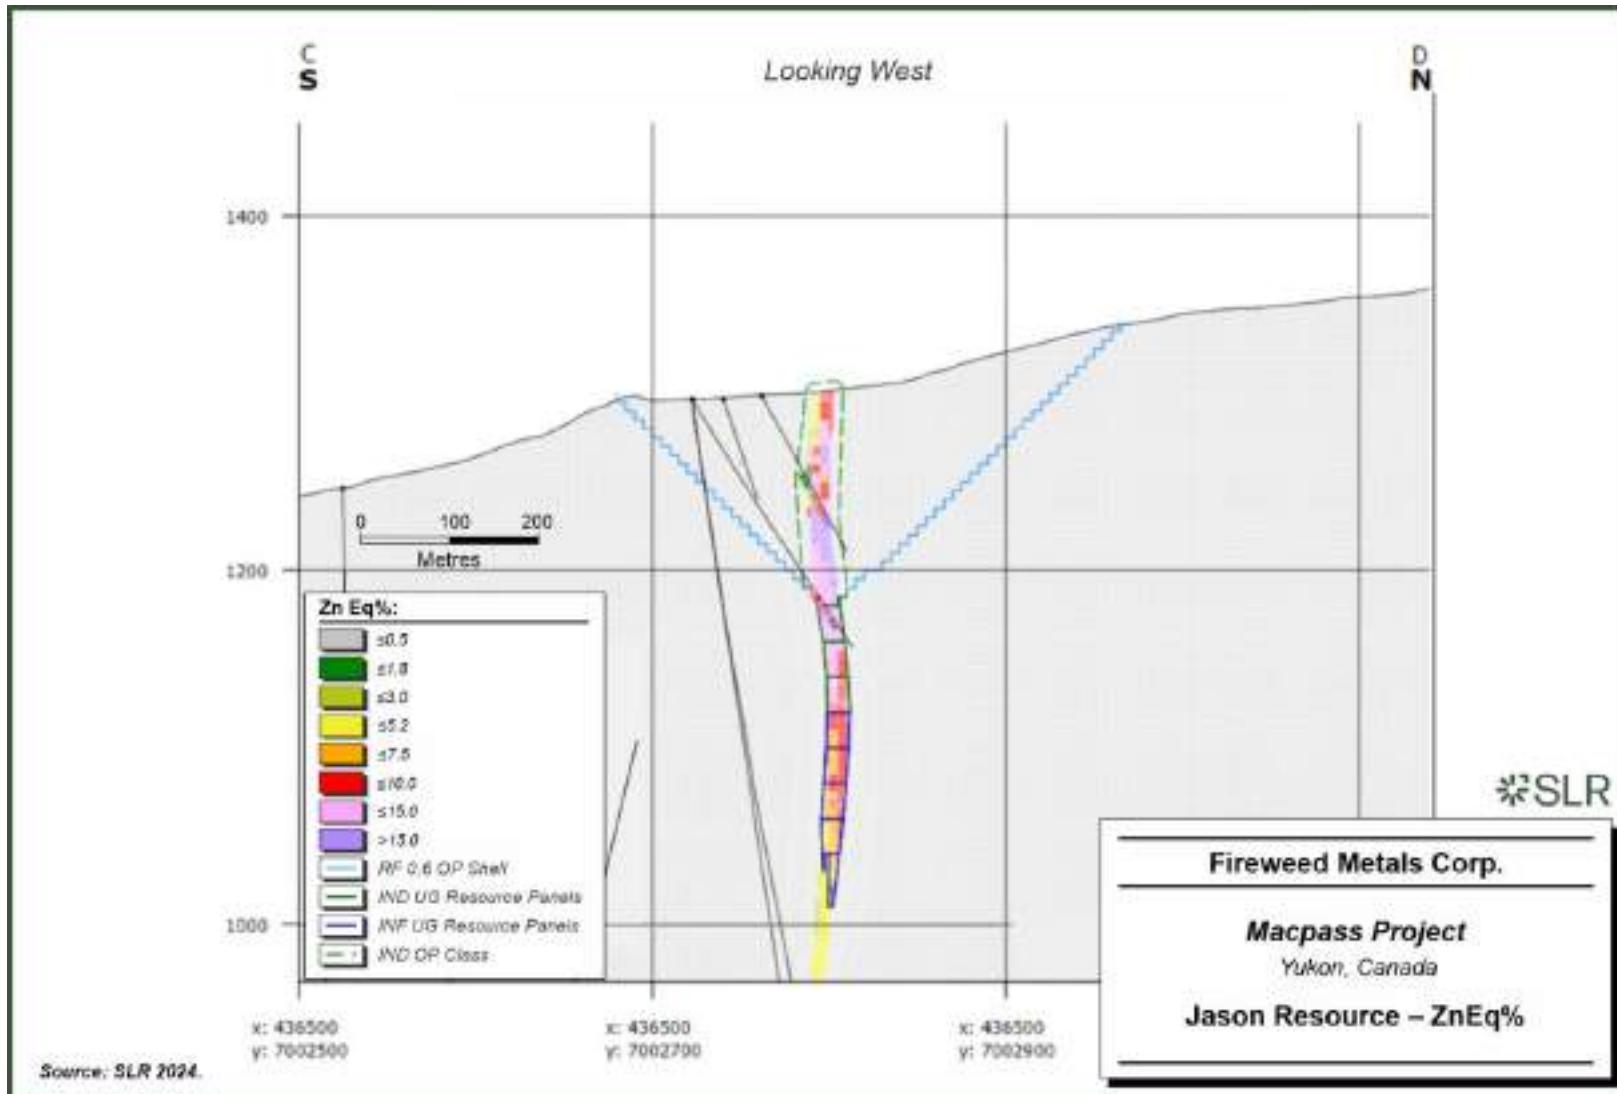 C
S
Looking West
D
N
1400
1200
1000
0 100 200
Metres
Zn Eq%:
≤0.5
≤1.8
≤3.0
≤5.2
≤7.5
≤10.0
≤15.0
>15.0
RF 0.6 OP Shell
IND UG Resource Panels
INF UG Resource Panels
IND OP Class
SLR
Fireweed Metals Corp.
Macpass Project
Yukon, Canada
Jason Resource – ZnEq%
x: 436500
y: 7002500
x: 436500
y: 7002700
x: 436500
y: 7002900
Source: SLR 2024.